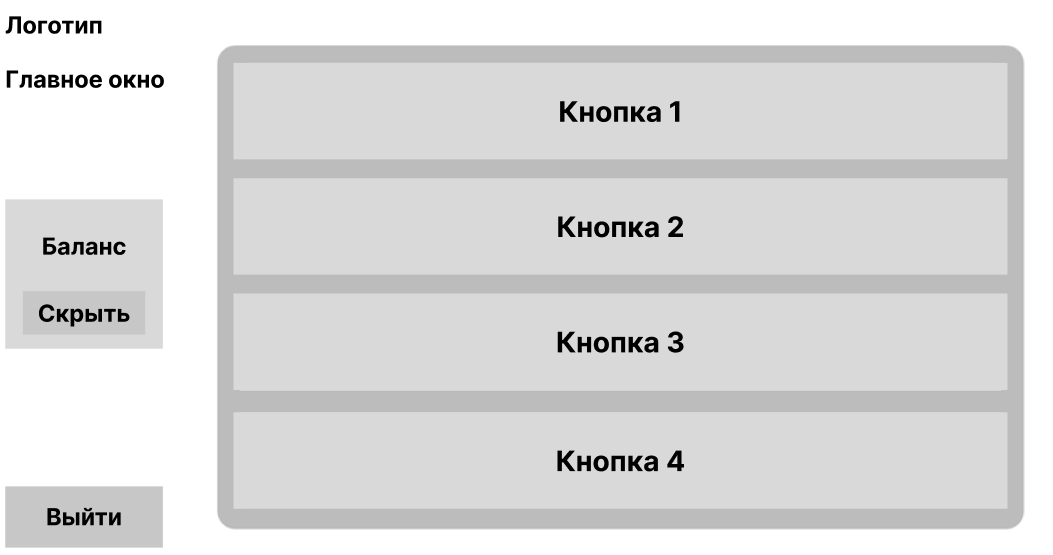 Логотип
Главное окно
Баланс
Скрыть
Выйти
Кнопка 1
Кнопка 2
Кнопка 3
Кнопка 4